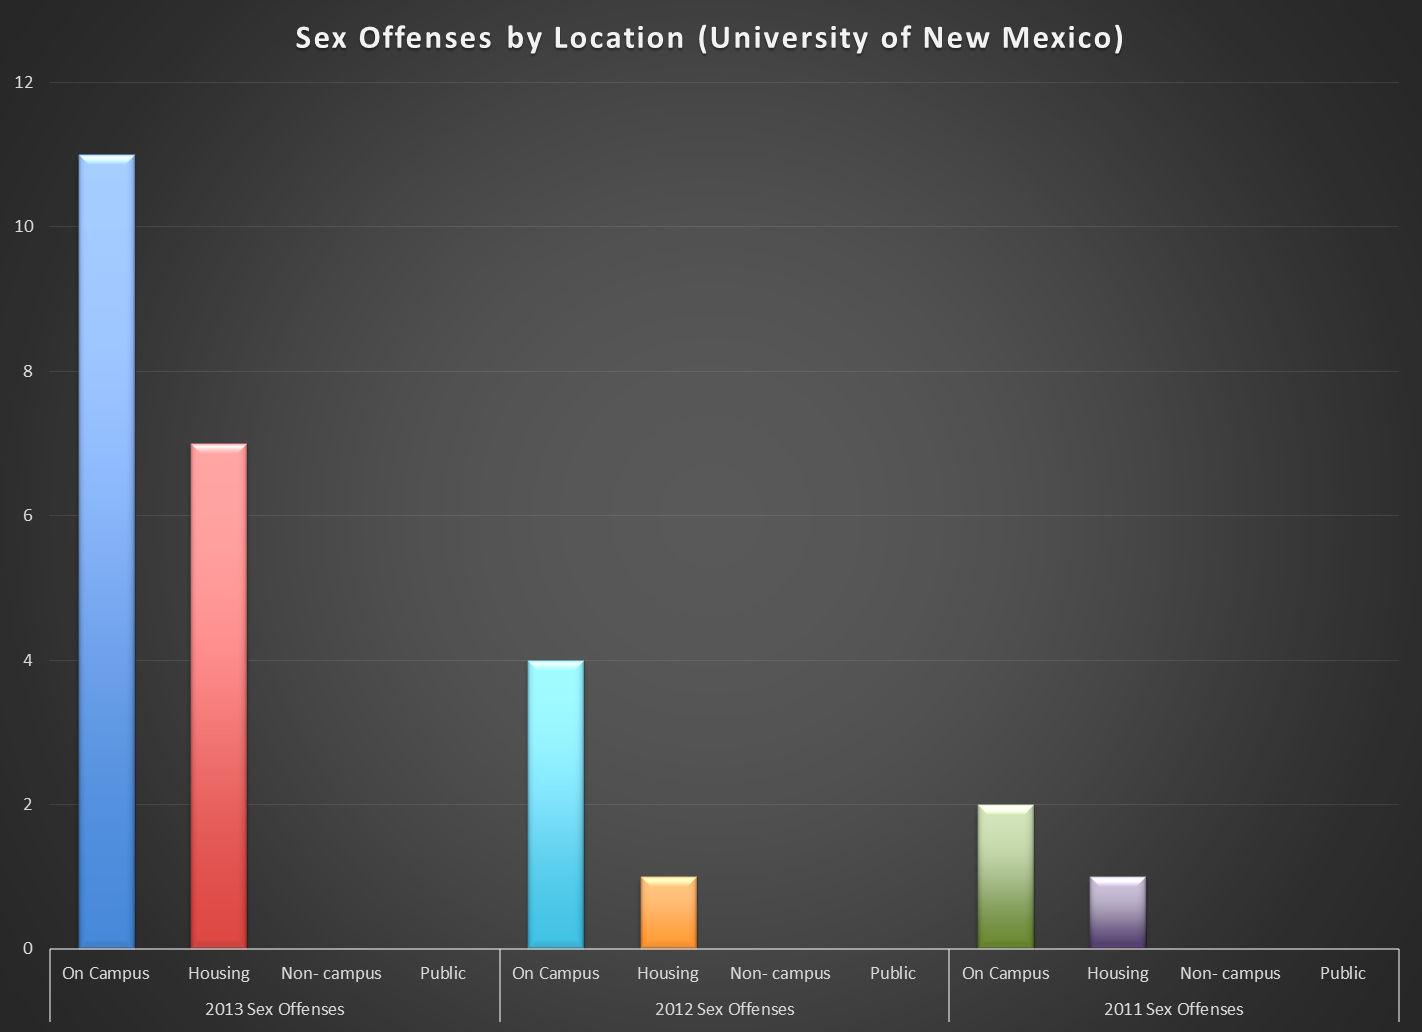 Sex Offenses by Location (University of New Mexico)
12
10
8
6
4
2
0
On Campus Housing Non- campus Public On Campus Housing Non- campus Public On Campus Housing Non- campus Public
2013 Sex Offenses 2012 Sex Offenses 2011 Sex Offenses